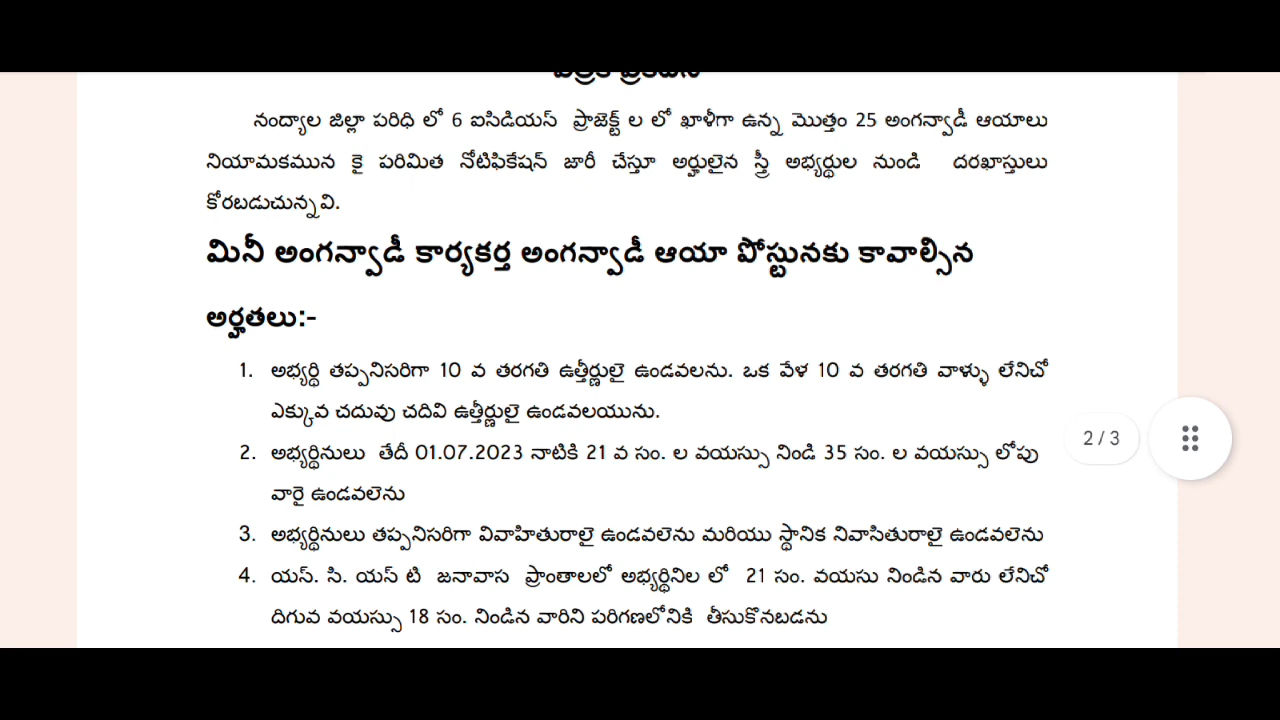 నంద్యాల జిల్లా పరిధి లో 6 ఐసిడియస్ ప్రాజెక్ట్ ల లో ఖాళీగా ఉన్న మొత్తం 25 అంగన్వాడీ ఆయాలు
నియామకమున కై పరిమిత నోటిఫికేషన్ జారీ చేస్తూ అర్హులైన స్త్రీ అభ్యర్థుల నుండి దరఖాస్తులు
కోరబడుచున్నవి.
మినీ అంగన్వాడీ కార్యకర్త అంగన్వాడీ ఆయా పోస్టునకు కావాల్సిన
అర్హతలు:-
1. అభ్యర్థి తప్పనిసరిగా 10 వ తరగతి ఉత్తీర్ణులై ఉండవలను. ఒక వేళ 10 వ తరగతి వాళ్ళు లేనిచో
ఎక్కువ చదువు చదివి ఉత్తీర్ణులై ఉండవలయును.
2. అభ్యర్థినులు తేదీ 01.07.2023 నాటికి 21 వ సం. ల వయస్సు నిండి 35 సం. ల వయస్సు లోపు
వారై ఉండవలెను
2 / 3
3. అభ్యర్థినులు తప్పనిసరిగా వివాహితురాలై ఉండవలెను మరియు స్థానిక నివాసితురాలై ఉండవలెను
4. యస్. సి. యస్ టి జనావాస ప్రాంతాలలో అభ్యర్థినిల లో 21 సం. వయసు నిండిన వారు లేనిచో
దిగువ వయస్సు 18 సం. నిండిన వారిని పరిగణలోనికి తీసుకొనబడను